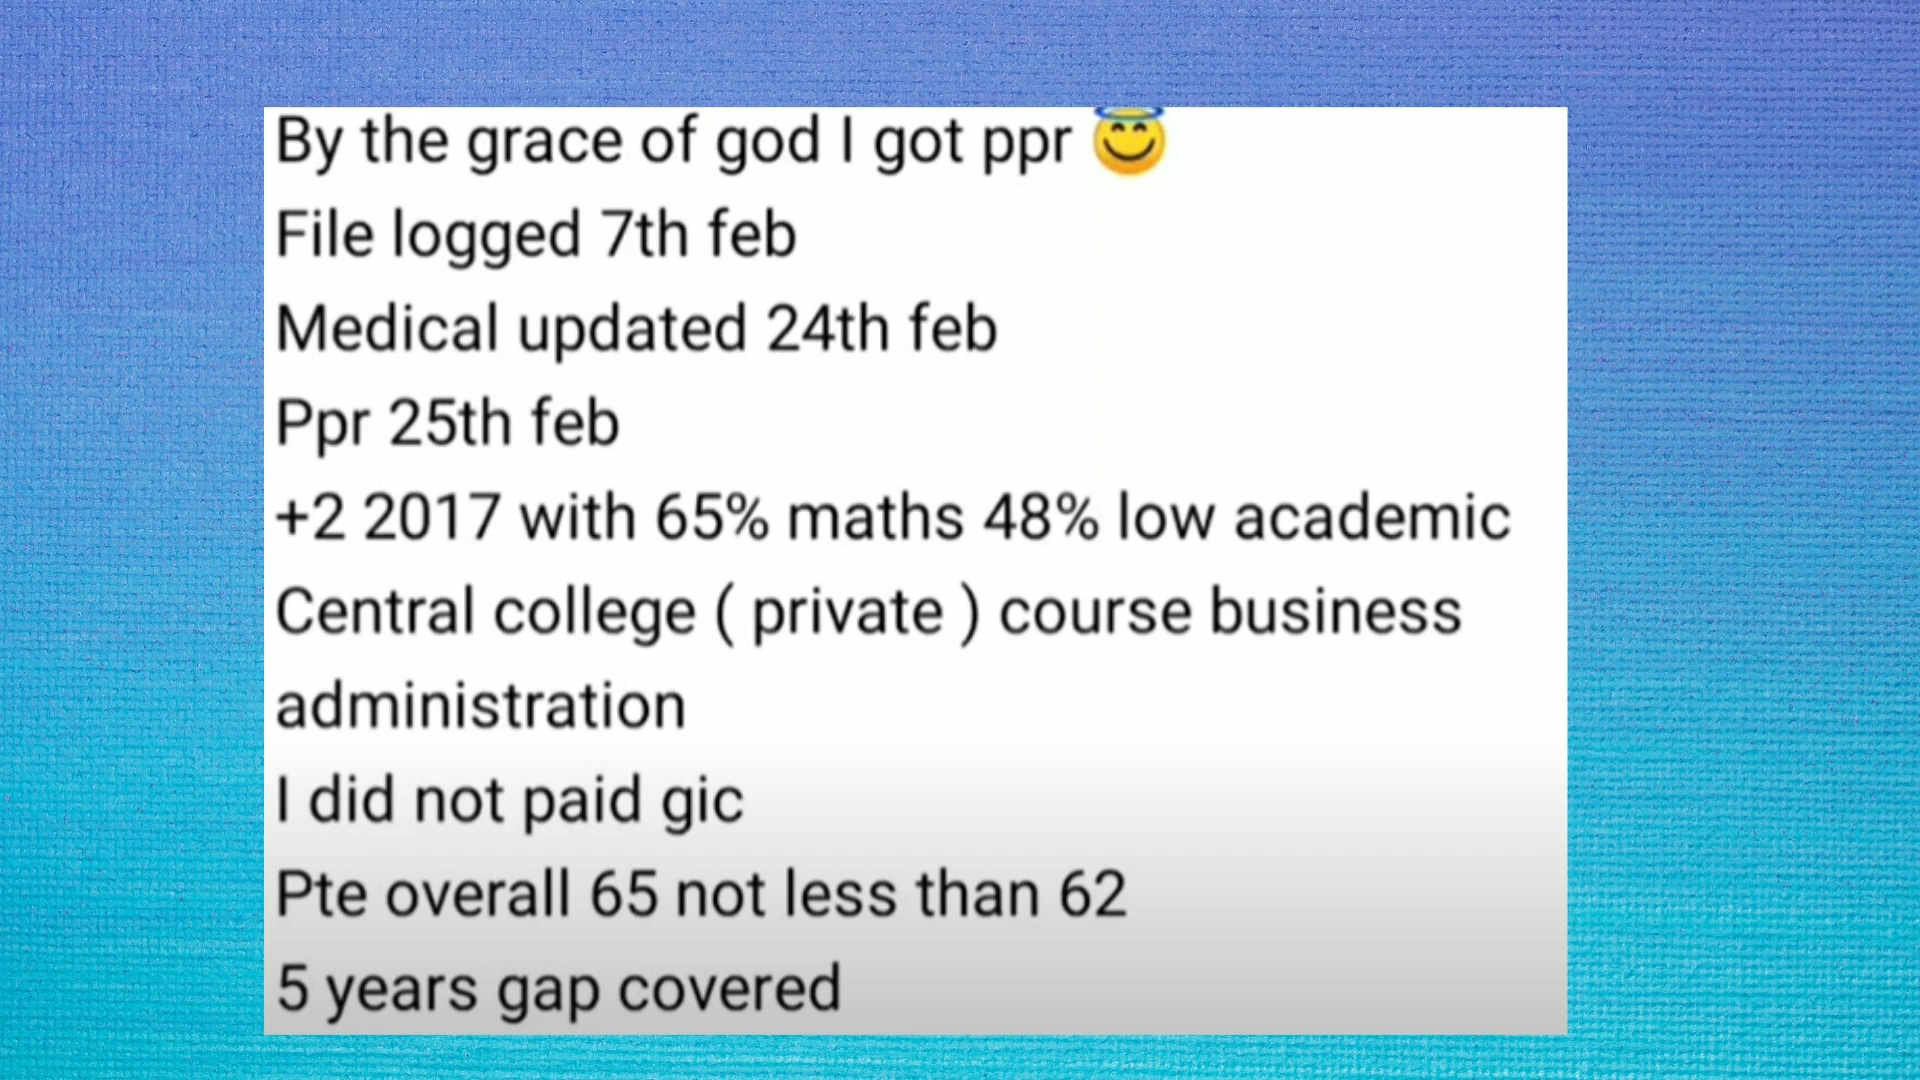 By the grace of god I got ppr 😇
File logged 7th feb
Medical updated 24th feb
Ppr 25th feb
+2 2017 with 65% maths 48% low academic
Central college ( private ) course business
administration
I did not paid gic
Pte overall 65 not less than 62
5 years gap covered